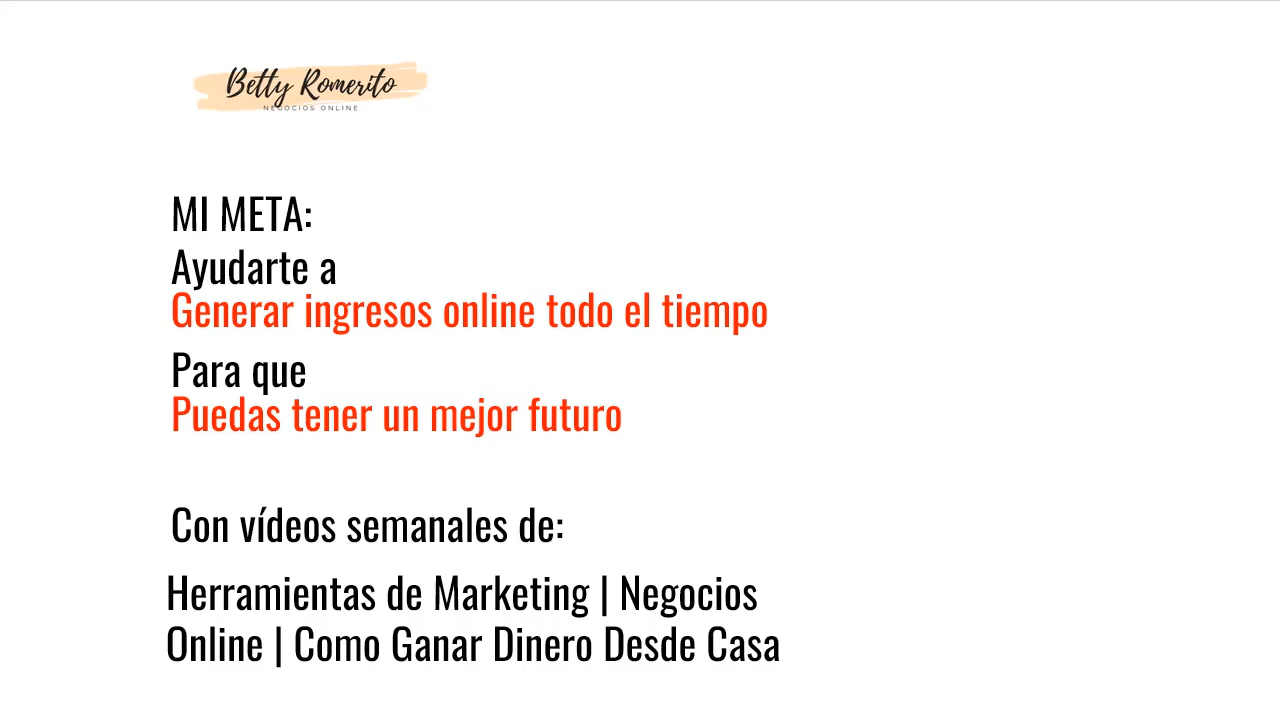 Betty Romerito
NEGOCIOS ONLINE
MI META:
Ayudarte a
Generar ingresos online todo el tiempo
Para que
Puedas tener un mejor futuro
Con vídeos semanales de:
Herramientas de Marketing | Negocios
Online | Como Ganar Dinero Desde Casa